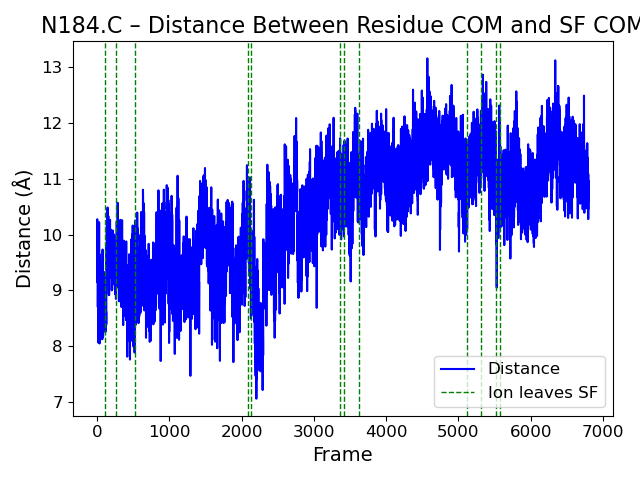 N184.C – Distance Between Residue COM and SF COM
13
12
11
10
9
8
7
Distance (Å)
Distance
Ion leaves SF
0 1000 2000 3000 4000 5000 6000 7000
Frame